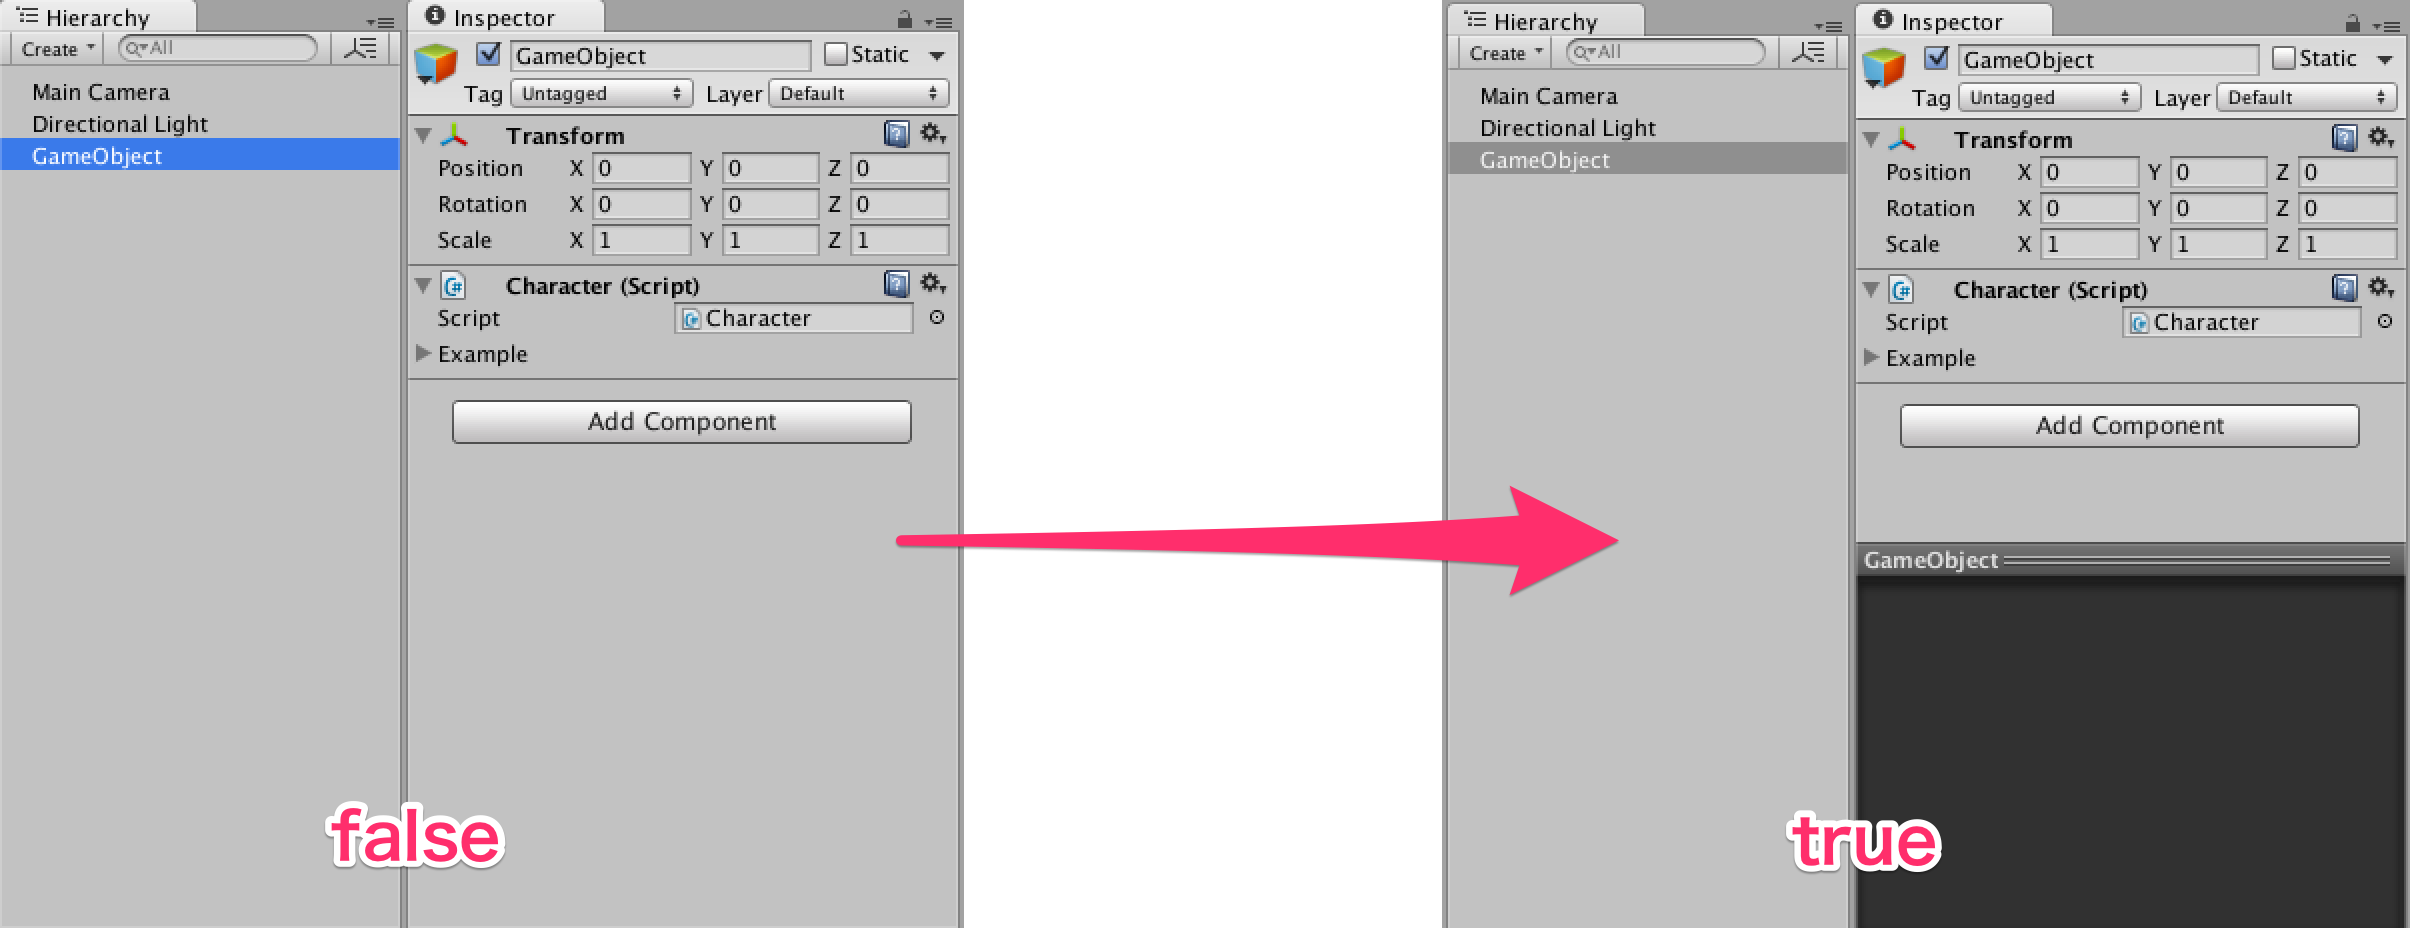 Hierarchy
Create
All
Main Camera
Directional Light
GameObject
Inspector
GameObject
Static
Tag Untagged Layer Default
Transform
Position X 0 Y 0 Z 0
Rotation X 0 Y 0 Z 0
Scale X 1 Y 1 Z 1
C# Character (Script)
Script C# Character
Example
Add Component
false
Hierarchy
Create
All
Main Camera
Directional Light
GameObject
Inspector
GameObject
Static
Tag Untagged Layer Default
Transform
Position X 0 Y 0 Z 0
Rotation X 0 Y 0 Z 0
Scale X 1 Y 1 Z 1
C# Character (Script)
Script C# Character
Example
Add Component
GameObject
true